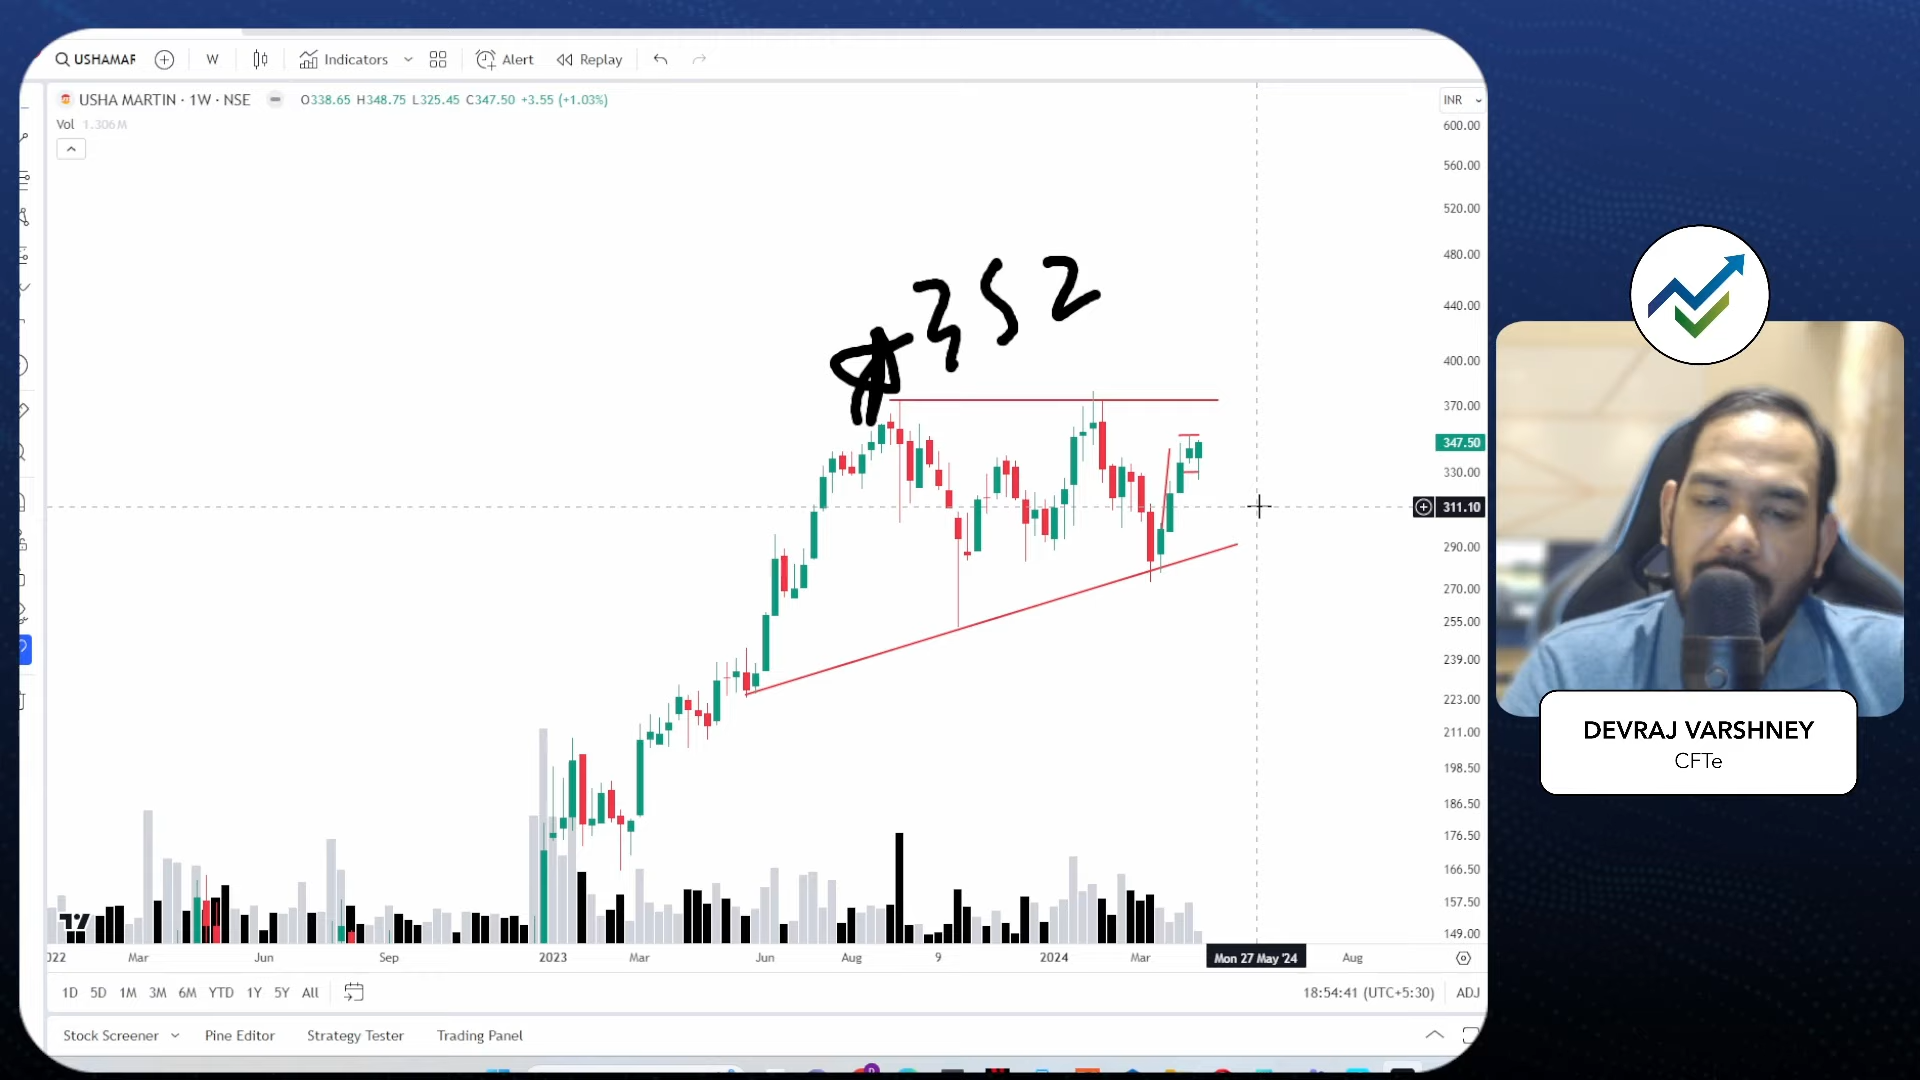 USHAMAR
W
Indicators
Alert
Replay
USHA MARTIN · 1W · NSE
O338.65 H348.75 L325.45 C347.50 +3.55 (+1.03%)
INR
Vol 1.306M
600.00
560.00
520.00
480.00
440.00
400.00
370.00
347.50
330.00
311.10
290.00
270.00
255.00
239.00
223.00
211.00
198.50
186.50
176.50
166.50
157.50
149.00
352
022 Mar Jun Sep 2023 Mar Jun Aug 9 2024 Mar Mon 27 May '24 Aug
1D 5D 1M 3M 6M YTD 1Y 5Y All
18:54:41 (UTC+5:30) ADJ
Stock Screener Pine Editor Strategy Tester Trading Panel
DEVRAJ VARSHNEY
CFTe